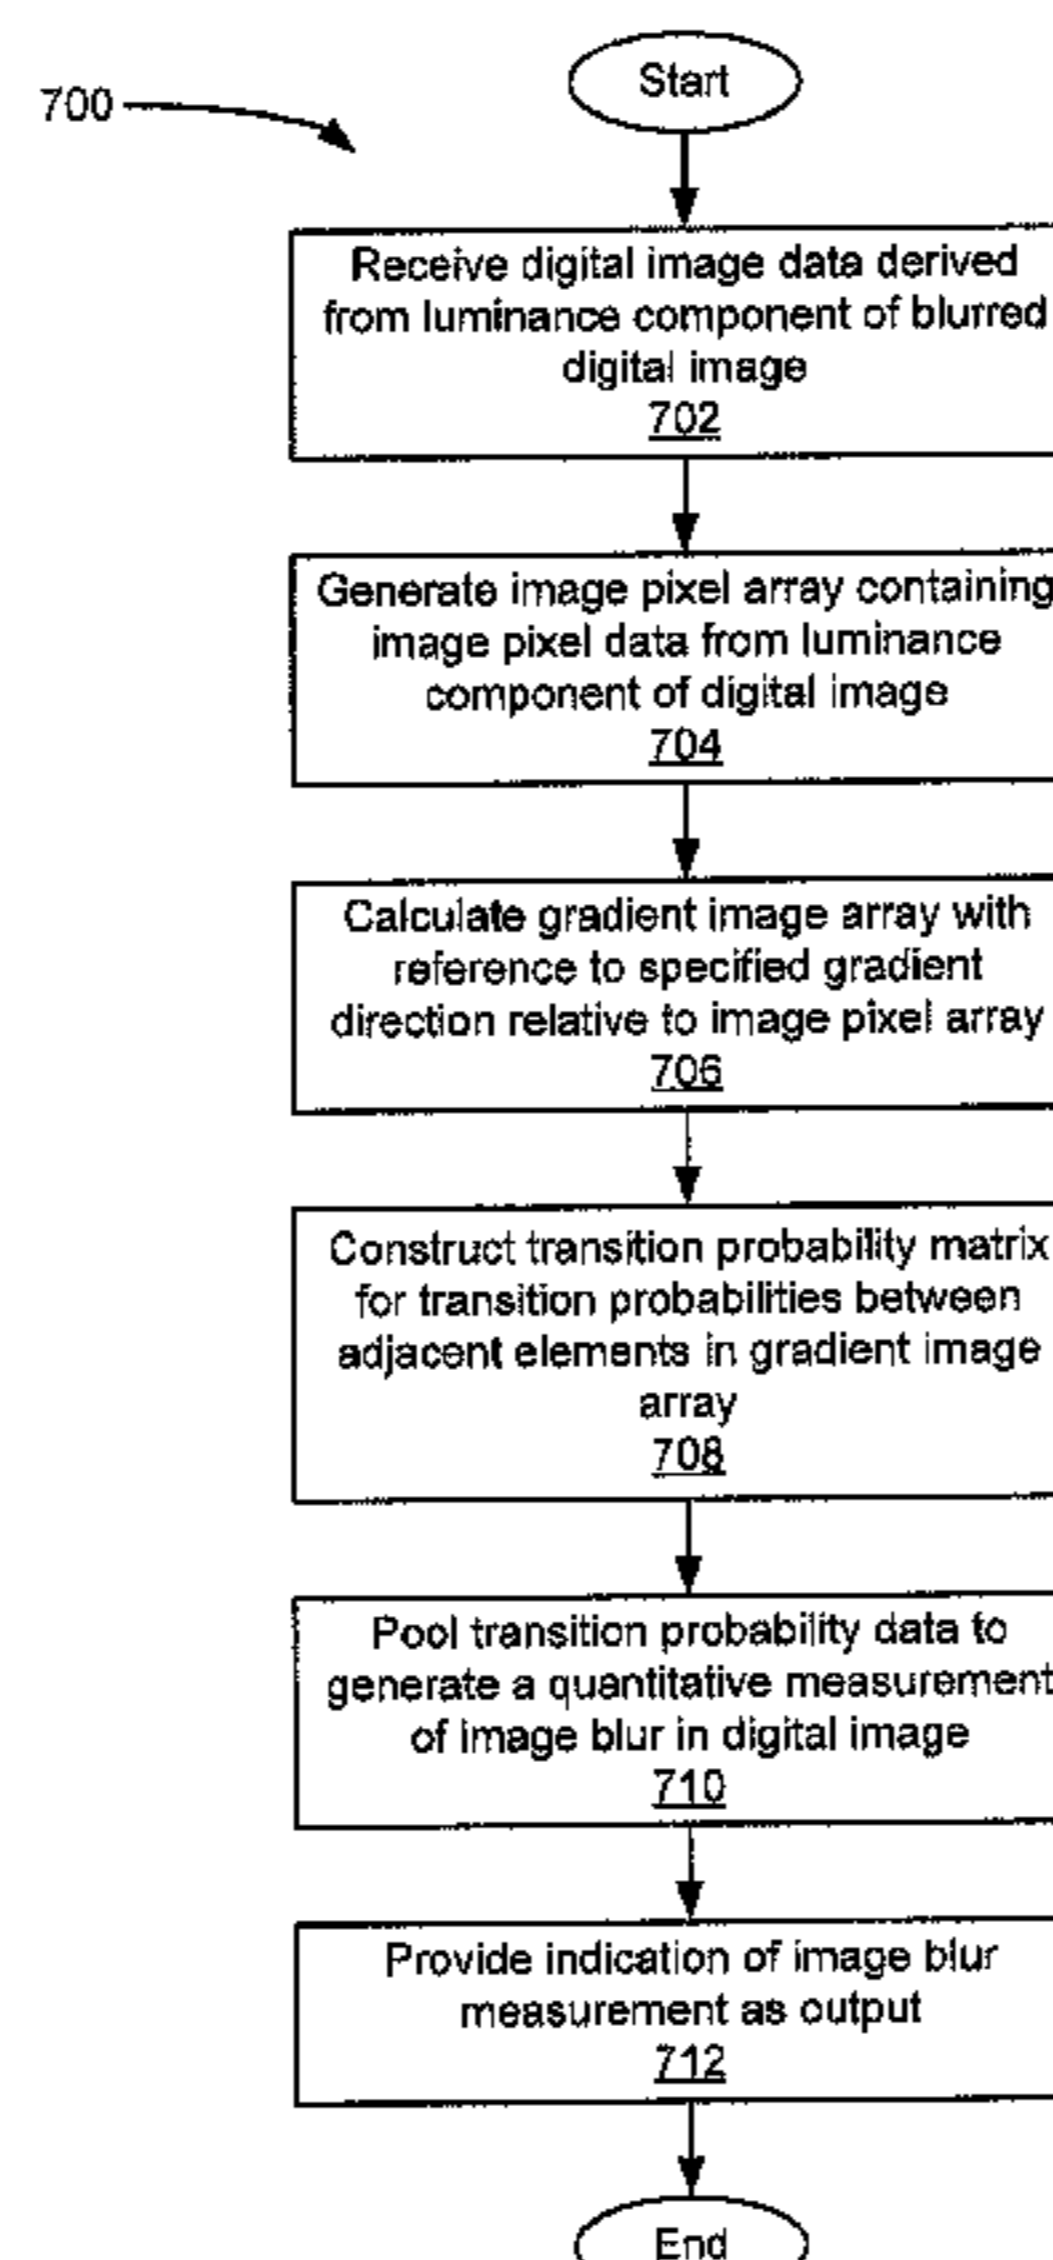 Start
700
Receive digital image data derived
from luminance component of blurred
digital image
702
Generate image pixel array containing
image pixel data from luminance
component of digital image
704
Calculate gradient image array with
reference to specified gradient
direction relative to image pixel array
706
Construct transition probability matrix
for transition probabilities between
adjacent elements in gradient image
array
708
Pool transition probability data to
generate a quantitative measurement
of image blur in digital image
710
Provide indication of image blur
measurement as output
712
End